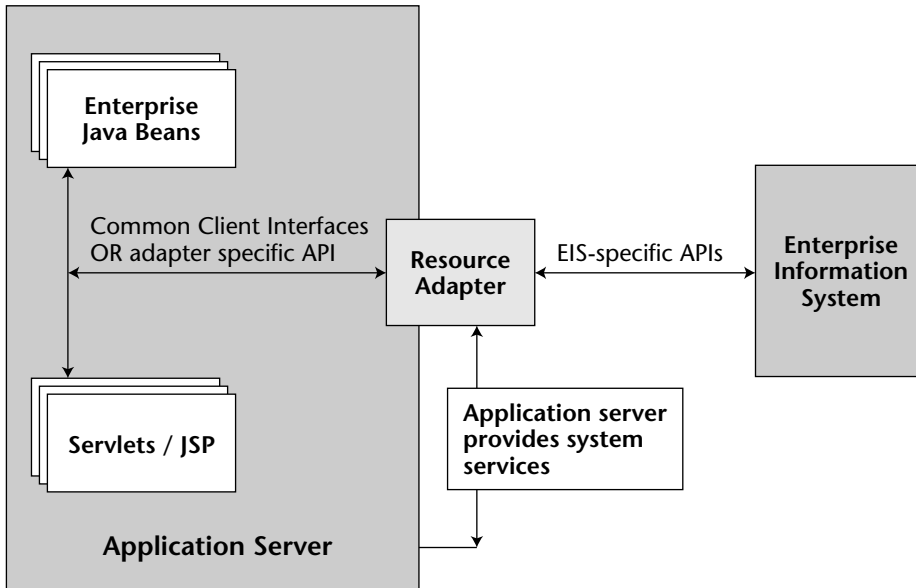 Enterprise
Java Beans
Common Client Interfaces
OR adapter specific API
Resource
Adapter
EIS-specific APIs
Enterprise
Information
System
Servlets / JSP
Application server
provides system
services
Application Server